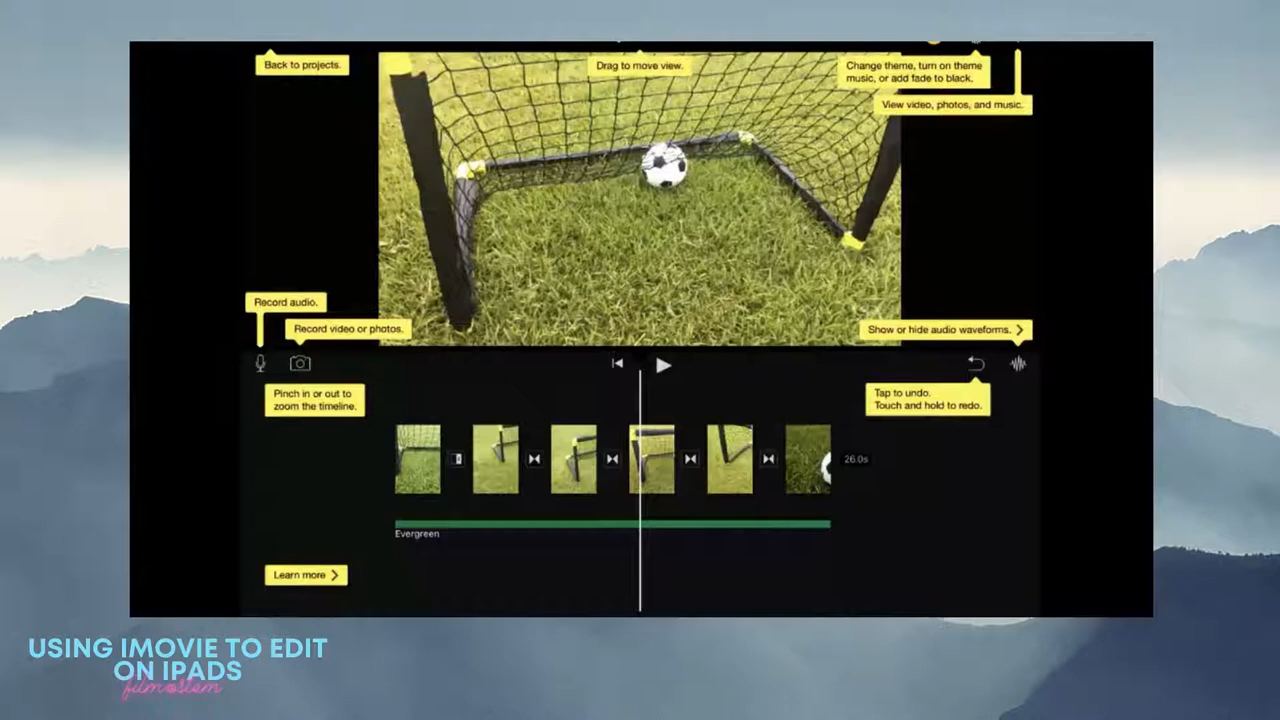 Back to projects.
Drag to move view.
Change theme, turn on theme
music, or add fade to black.
View video, photos, and music.
Record audio.
Record video or photos.
Show or hide audio waveforms.
Pinch in or out to
zoom the timeline.
Tap to undo.
Touch and hold to redo.
26.0s
Evergreen
Learn more
USING IMOVIE TO EDIT
ON IPADS
film@slem